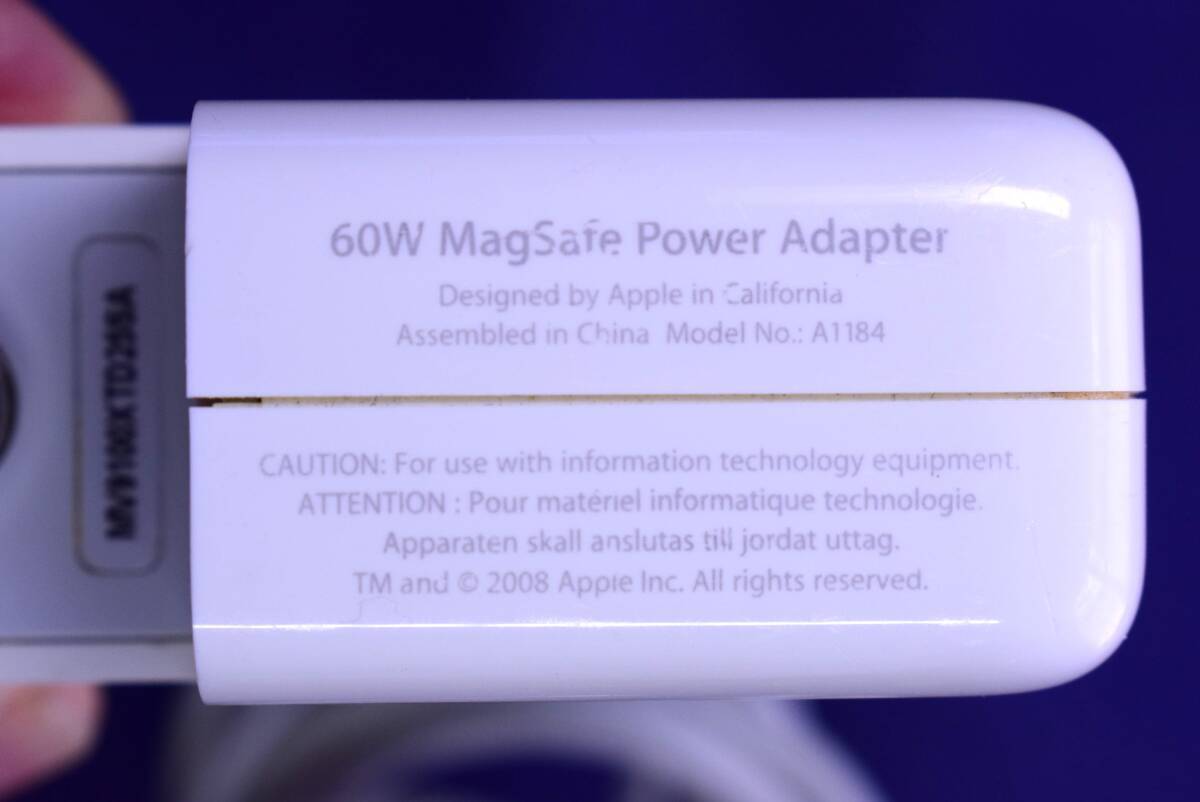 60W MagSafe Power Adapter
Designed by Apple in California
Assembled in China Model No.: A1184
CAUTION: For use with information technology equipment.
ATTENTION : Pour matériel informatique technologie.
Apparaten skall anslutas till jordat uttag.
TM and © 2008 Apple Inc. All rights reserved.